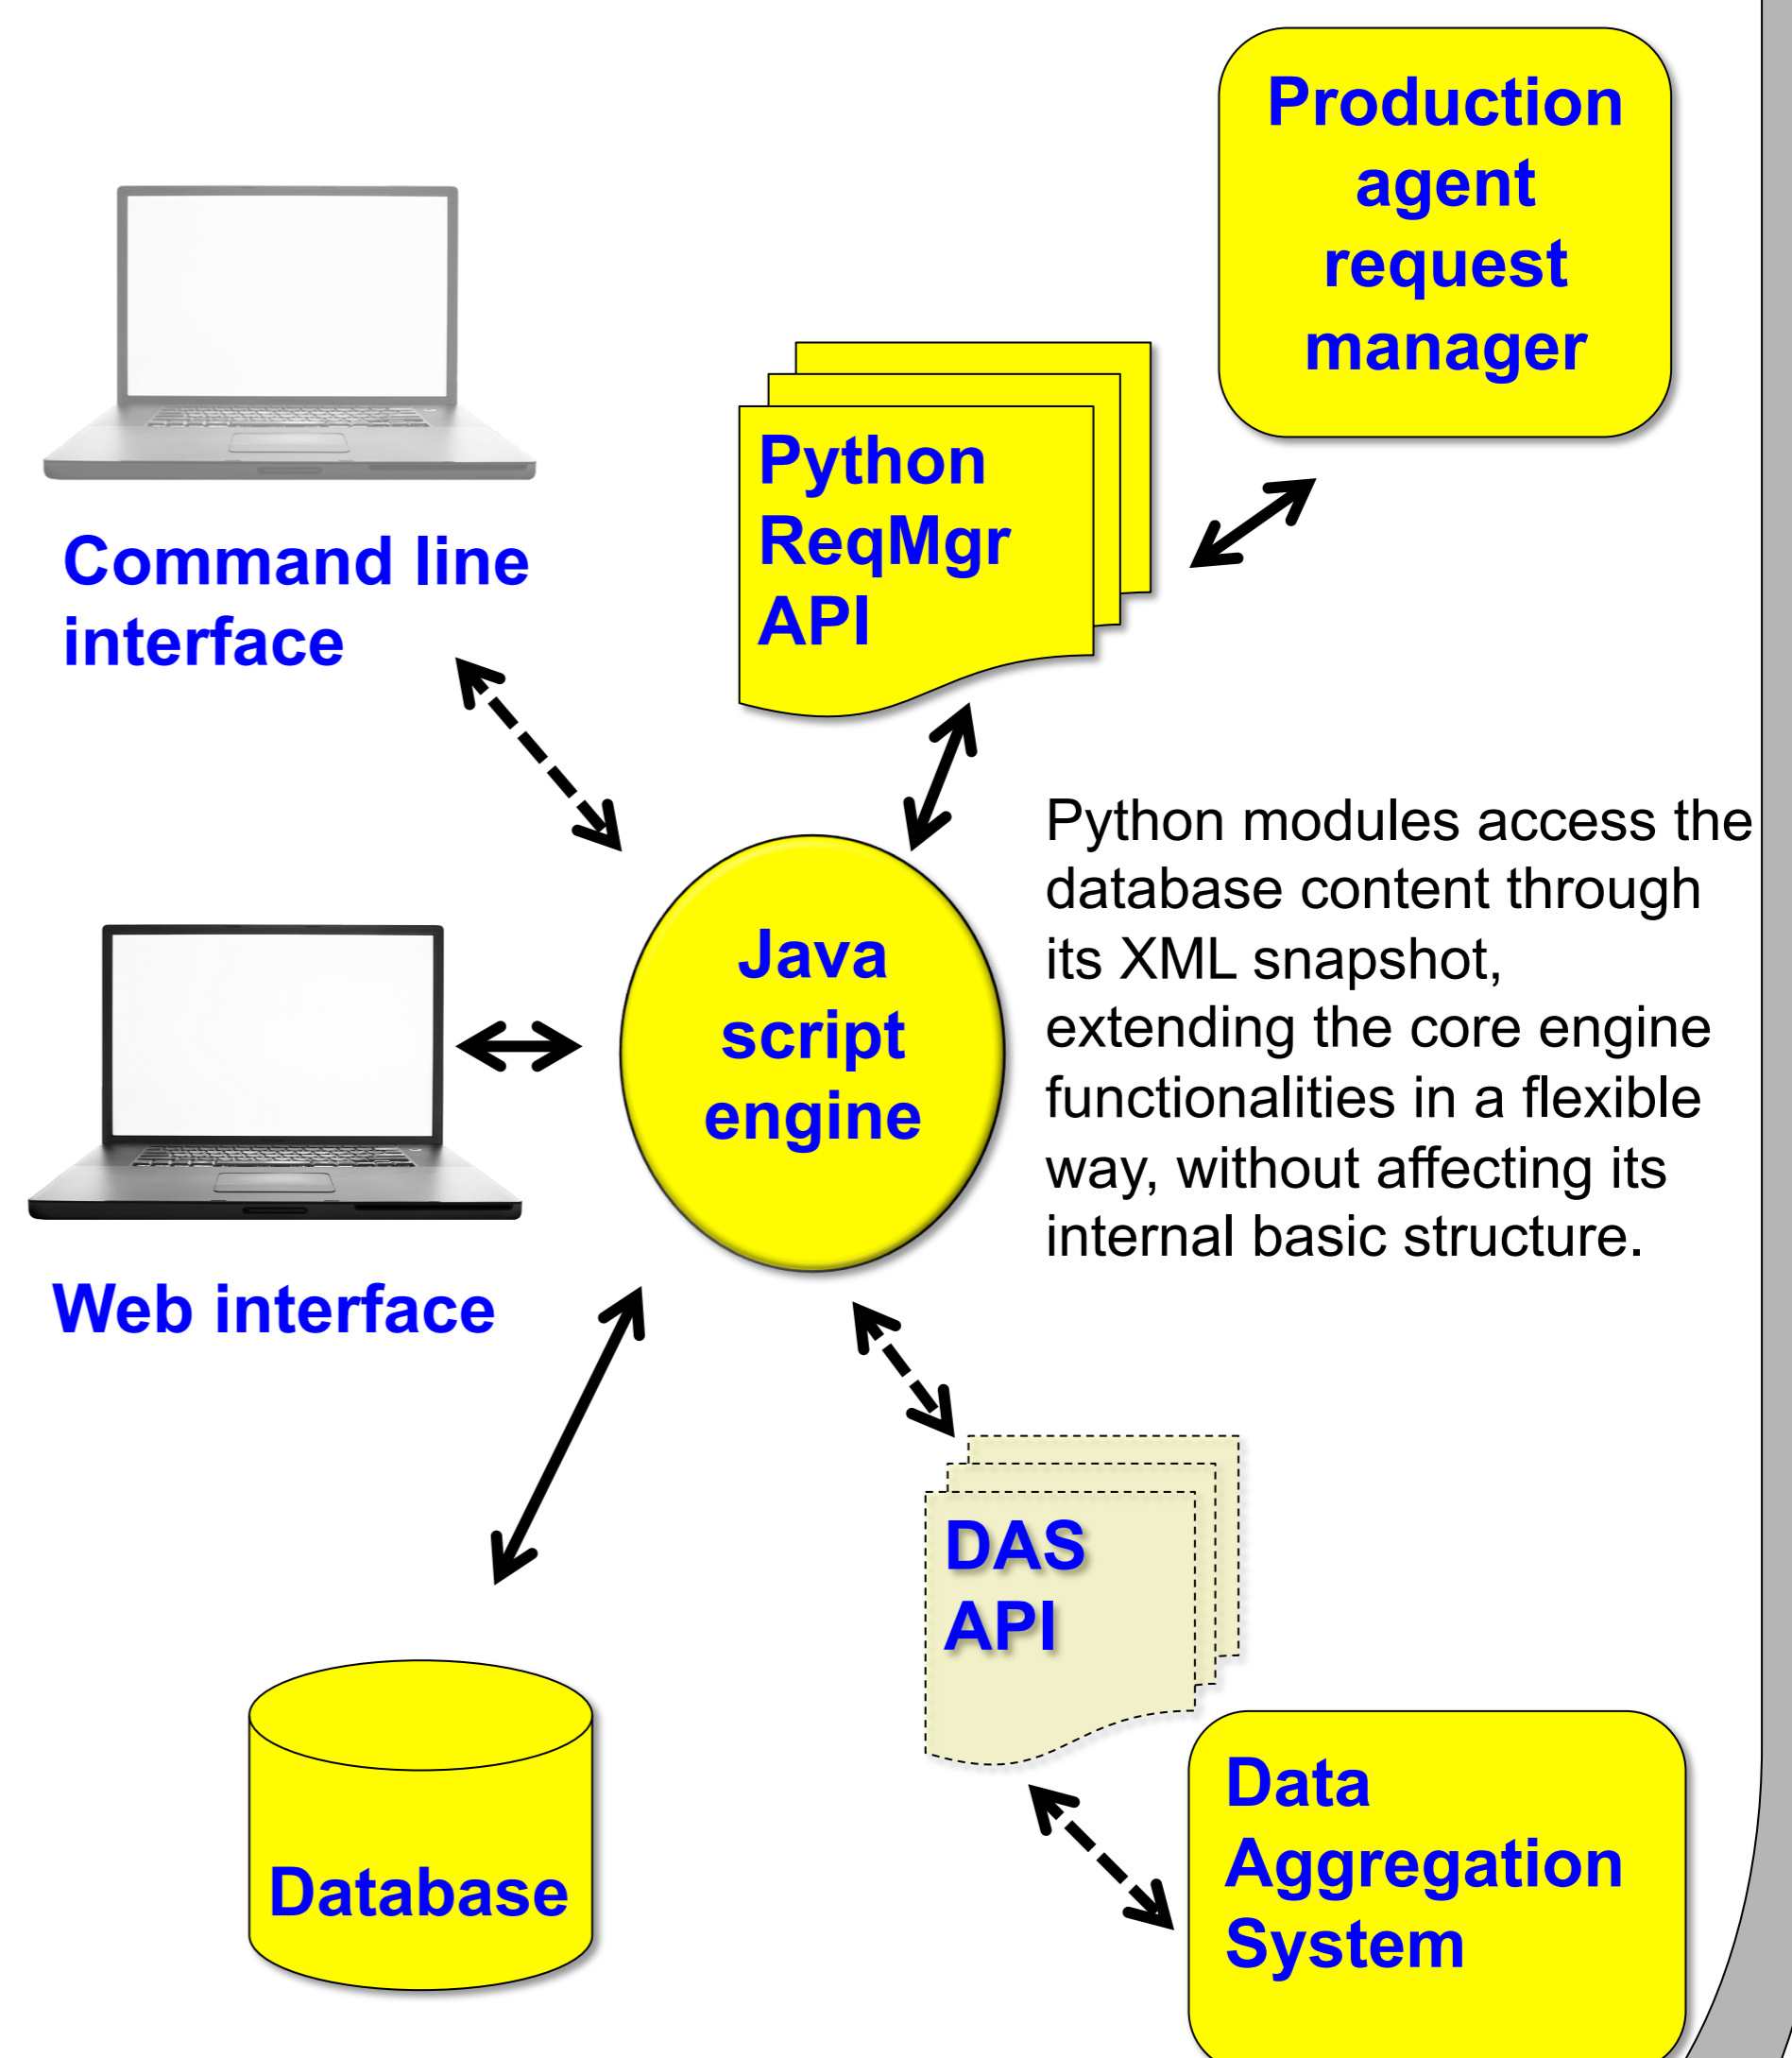 Production
agent
request
manager
Python
ReqMgr
API
Command line
interface
Python modules access the
database content through
its XML snapshot,
extending the core engine
functionalities in a flexible
way, without affecting its
internal basic structure.
Java
script
engine
Web interface
DAS
API
Data
Aggregation
System
Database